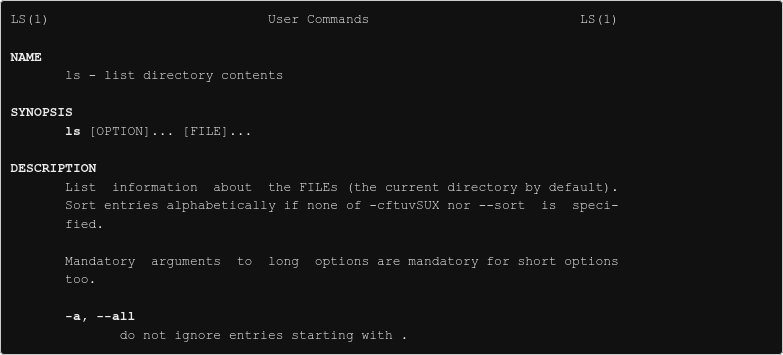 LS(1)                            User Commands                           LS(1)
NAME
ls - list directory contents
SYNOPSIS
ls [OPTION]... [FILE]...
DESCRIPTION
List  information  about  the FILEs (the current directory by default).
Sort entries alphabetically if none of -cftuvSUX nor --sort  is  speci-
fied.
Mandatory  arguments  to  long  options are mandatory for short options
too.
-a, --all
do not ignore entries starting with .